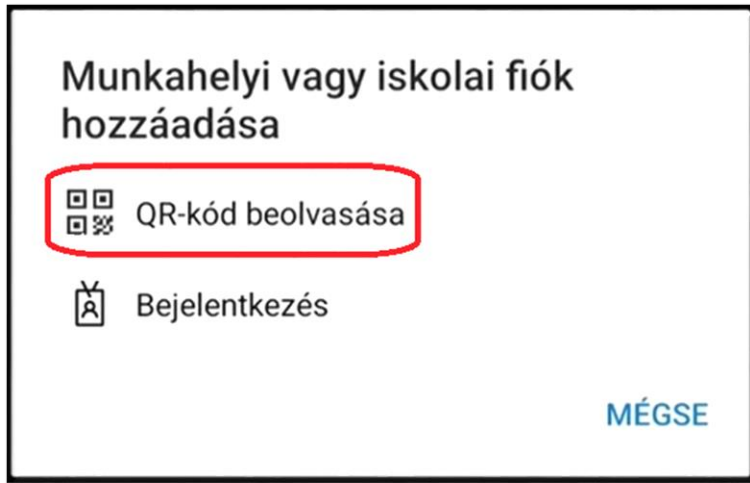 Munkahelyi vagy iskolai fiók
hozzáadása
QR-kód beolvasása
Bejelentkezés
MÉGSE